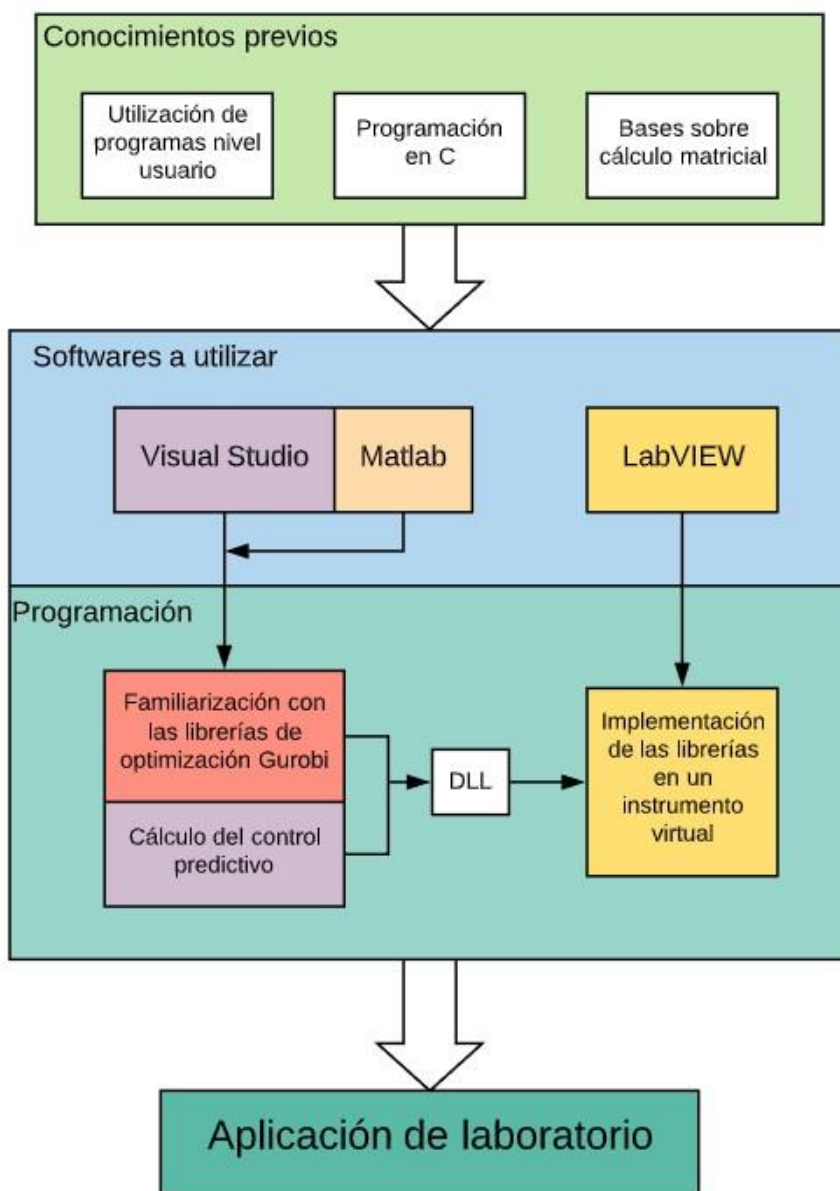 Conocimientos previos
Utilización de
programas nivel
usuario
Programación
en C
Bases sobre
cálculo matricial
Softwares a utilizar
Visual Studio
Matlab
LabVIEW
Programación
Familiarización con
las librerías de
optimización Gurobi
Cálculo del control
predictivo
DLL
Implementación
de las librerías
en un
instrumento
virtual
Aplicación de laboratorio